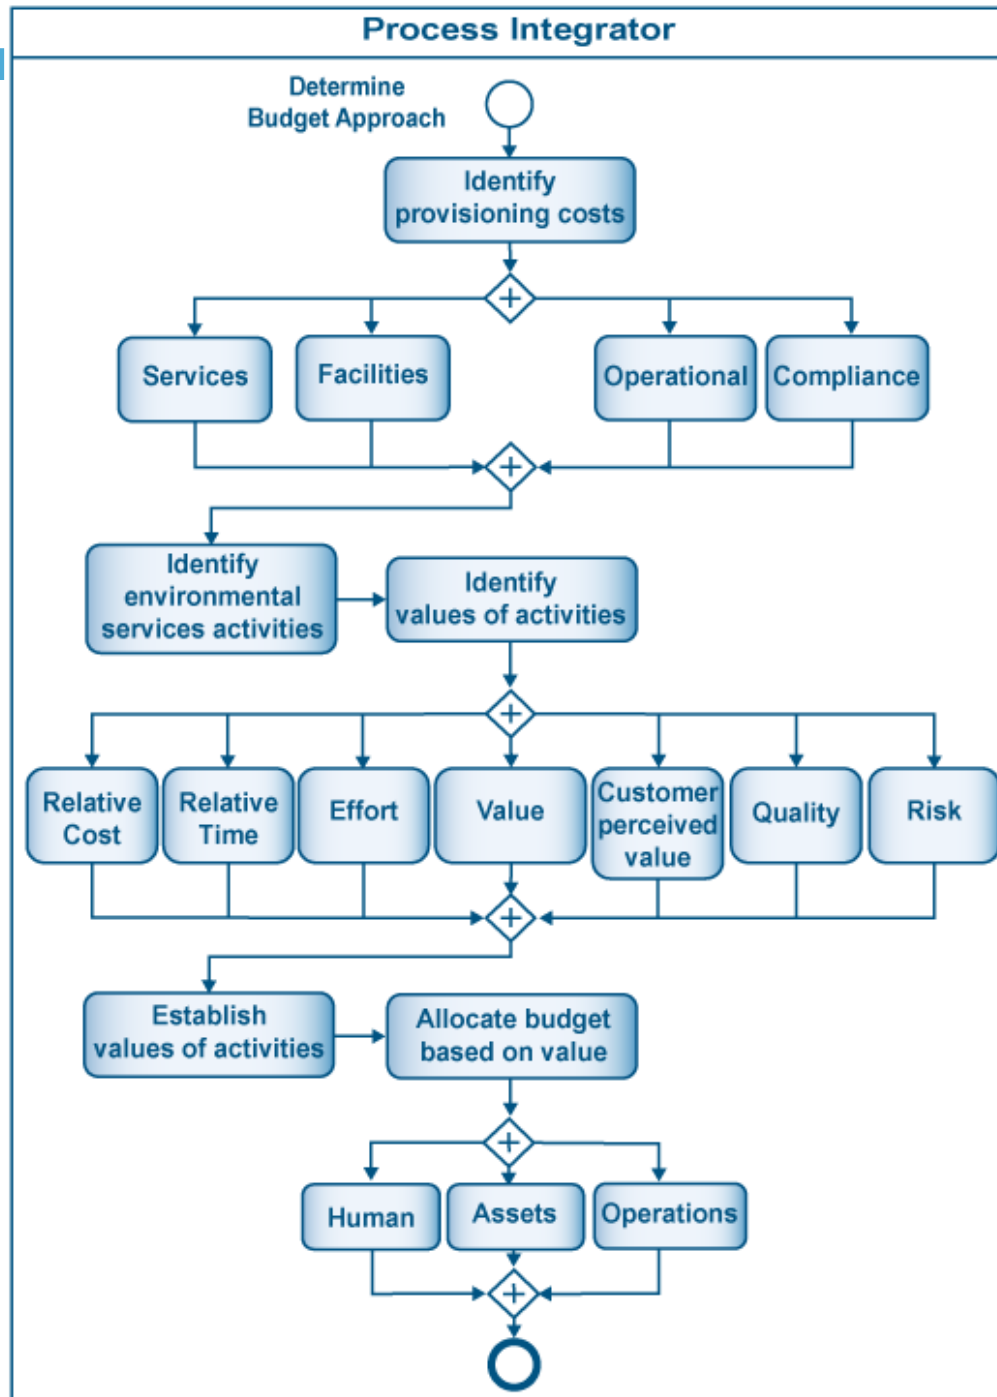 Process Integrator
Determine
Budget Approach
Identify
provisioning costs
Services
Facilities
Operational
Compliance
Identify
environmental
services activities
Identify
values of activities
Relative
Cost
Relative
Time
Effort
Value
Customer
perceived
value
Quality
Risk
Establish
values of activities
Allocate budget
based on value
Human
Assets
Operations